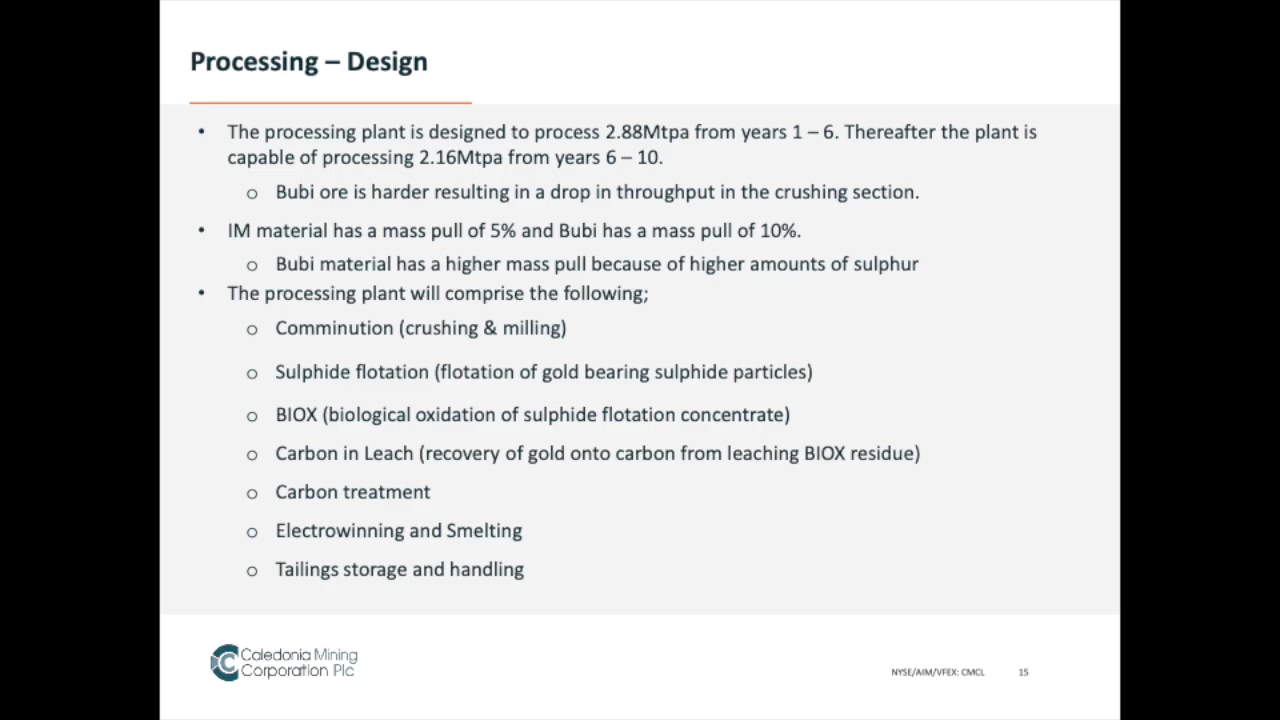 Processing – Design
• The processing plant is designed to process 2.88Mtpa from years 1 – 6. Thereafter the plant is
capable of processing 2.16Mtpa from years 6 – 10.
o Bubi ore is harder resulting in a drop in throughput in the crushing section.
• IM material has a mass pull of 5% and Bubi has a mass pull of 10%.
o Bubi material has a higher mass pull because of higher amounts of sulphur
• The processing plant will comprise the following;
o Comminution (crushing & milling)
o Sulphide flotation (flotation of gold bearing sulphide particles)
o BIOX (biological oxidation of sulphide flotation concentrate)
o Carbon in Leach (recovery of gold onto carbon from leaching BIOX residue)
o Carbon treatment
o Electrowinning and Smelting
o Tailings storage and handling
Caledonia Mining
Corporation Plc
NYSE/AIM/VFEX: CMCL 15